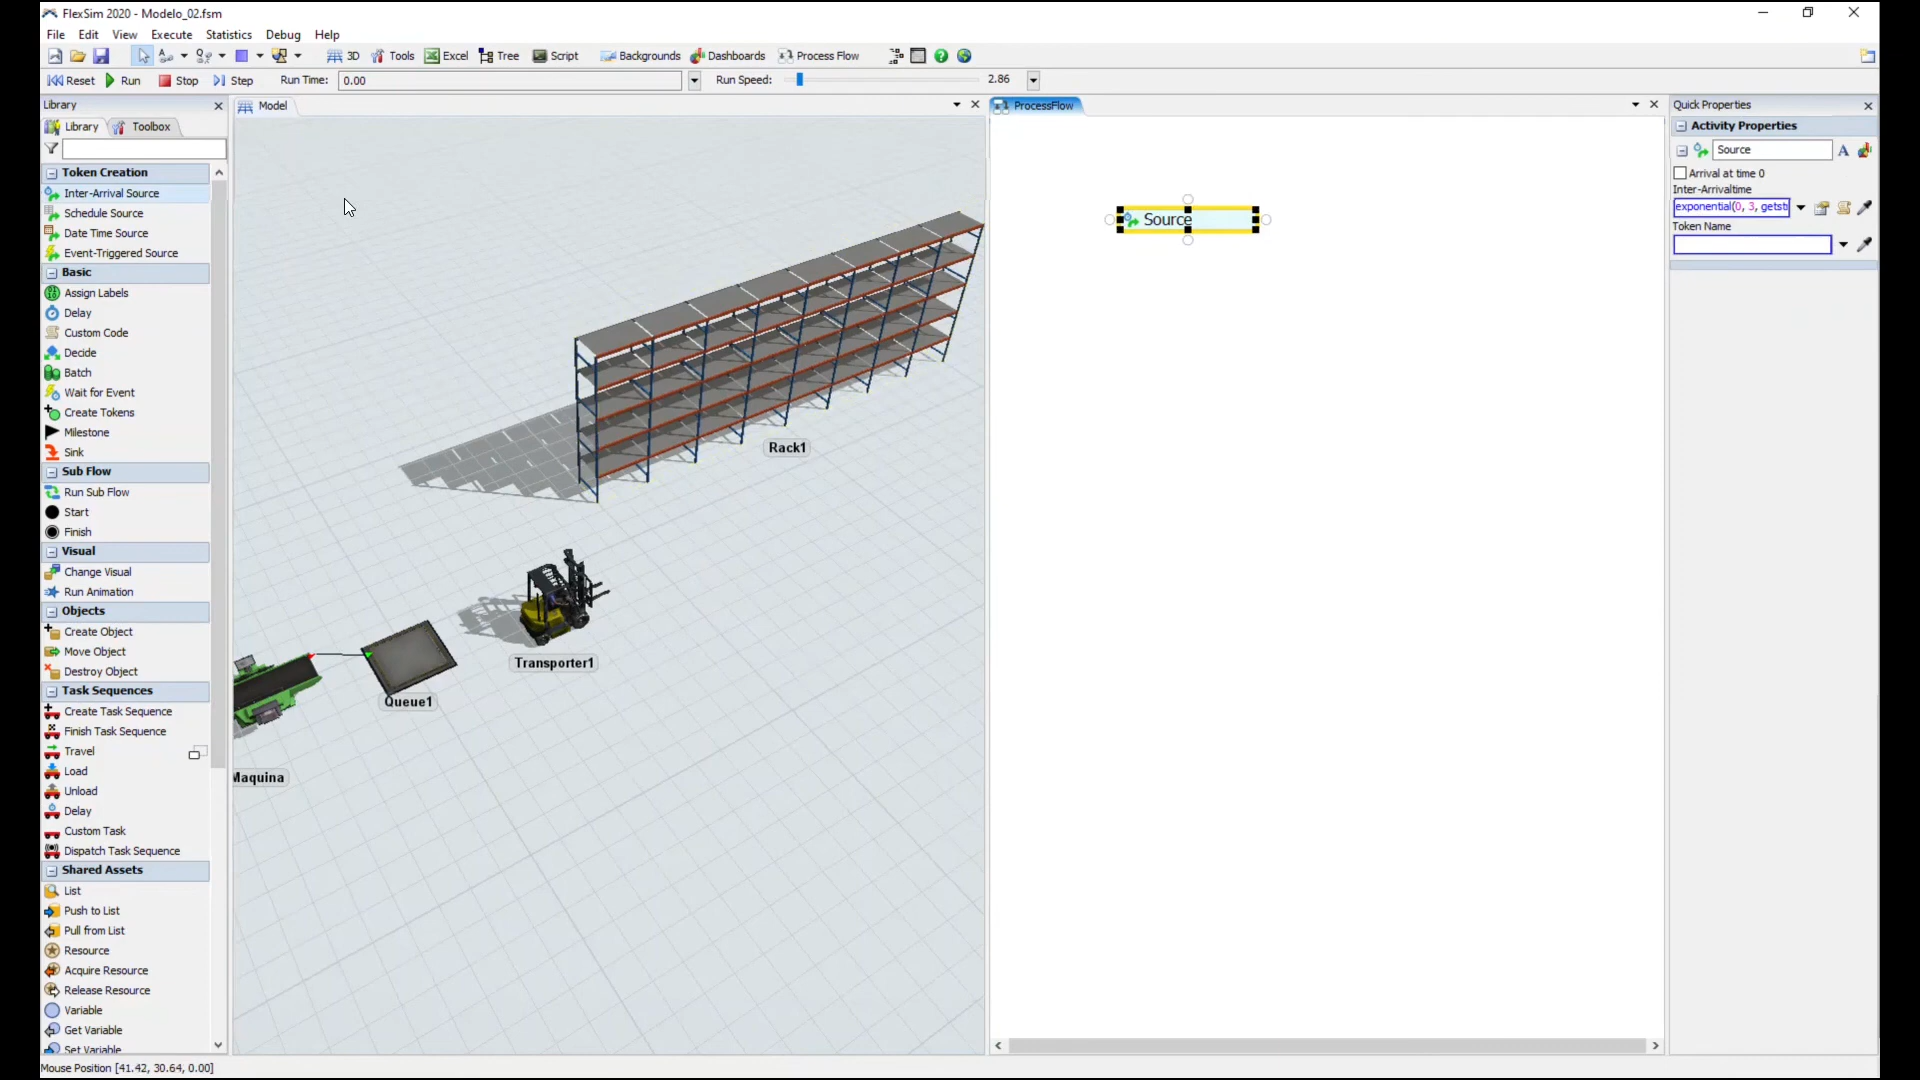 FlexSim 2020 - Modelo_02.fsm
File Edit View Execute Statistics Debug Help
3D Tools Excel Tree Script Backgrounds Dashboards Process Flow
Reset Run Stop Step Run Time: 0.00 Run Speed: 2.86
Library
Library Toolbox
Token Creation
Inter-Arrival Source
Schedule Source
Date Time Source
Event-Triggered Source
Basic
Assign Labels
Delay
Custom Code
Decide
Batch
Wait for Event
Create Tokens
Milestone
Sink
Sub Flow
Run Sub Flow
Start
Finish
Visual
Change Visual
Run Animation
Objects
Create Object
Move Object
Destroy Object
Task Sequences
Create Task Sequence
Finish Task Sequence
Travel
Load
Unload
Delay
Custom Task
Dispatch Task Sequence
Shared Assets
List
Push to List
Pull from List
Resource
Acquire Resource
Release Resource
Variable
Get Variable
Set Variable
Model
Rack1
Transporter1
Queue1
Maquina
ProcessFlow
Source
Quick Properties
Activity Properties
Source
Arrival at time 0
Inter-Arrivaltime
exponential(0, 3, getst
Token Name
Mouse Position [41.42, 30.64, 0.00]